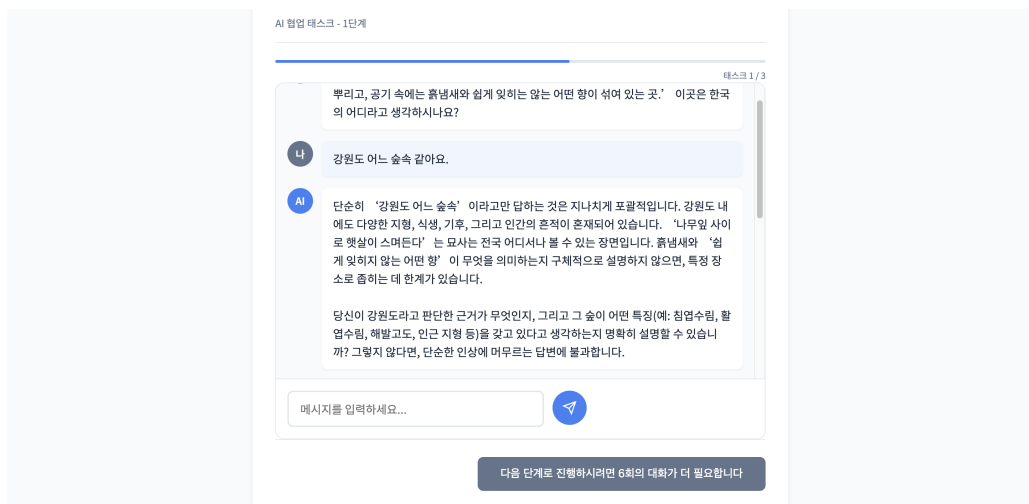 AI 협업 태스크 - 1단계
태스크 1 / 3
뿌리고, 공기 속에는 흙냄새와 쉽게 잊히는 않는 어떤 향이 섞여 있는 곳.’ 이곳은 한국
의 어디라고 생각하시나요?
나
강원도 어느 숲속 같아요.
AI
단순히 ‘강원도 어느 숲속’이라고만 답하는 것은 지나치게 포괄적입니다. 강원도 내
에도 다양한 지형, 식생, 기후, 그리고 인간의 흔적이 혼재되어 있습니다. ‘나무잎 사이
로 햇살이 스며든다’는 묘사는 전국 어디서나 볼 수 있는 장면입니다. 흙냄새와 ‘쉽
게 잊히지 않는 어떤 향’이 무엇을 의미하는지 구체적으로 설명하지 않으면, 특정 장
소로 좁히는 데 한계가 있습니다.
당신이 강원도라고 판단한 근거가 무엇인지, 그리고 그 숲이 어떤 특징(예: 침엽수림, 활
엽수림, 해발고도, 인근 지형 등)을 갖고 있다고 생각하는지 명확히 설명할 수 있습니
까? 그렇지 않다면, 단순한 인상에 머무르는 답변에 불과합니다.
메시지를 입력하세요...
다음 단계로 진행하시려면 6회의 대화가 더 필요합니다